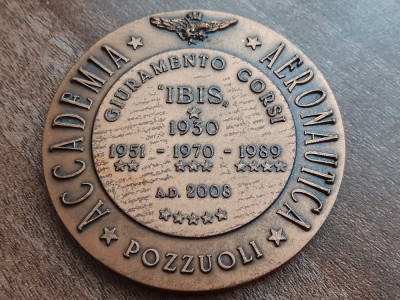 ACCADEMIA AERONAUTICA
POZZUOLI
GIURAMENTO CORSI
"IBIS"
1930
1951 - 1970 - 1989
A.D. 2008